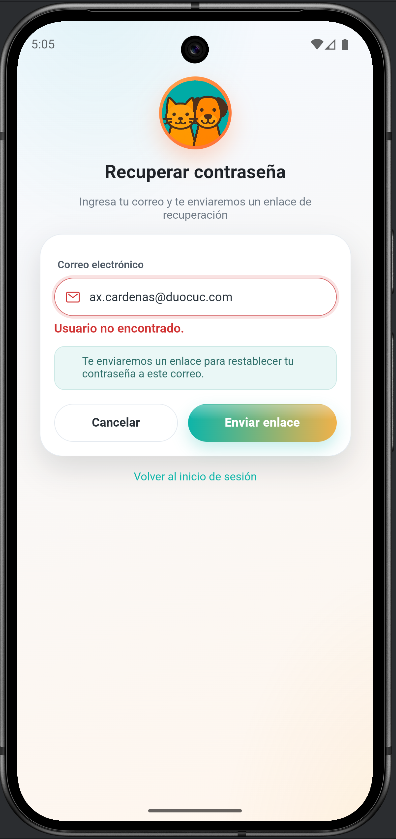 5:05
Recuperar contraseña
Ingresa tu correo y te enviaremos un enlace de
recuperación
Correo electrónico
ax.cardenas@duocuc.com
Usuario no encontrado.
Te enviaremos un enlace para restablecer tu
contraseña a este correo.
Cancelar
Enviar enlace
Volver al inicio de sesión